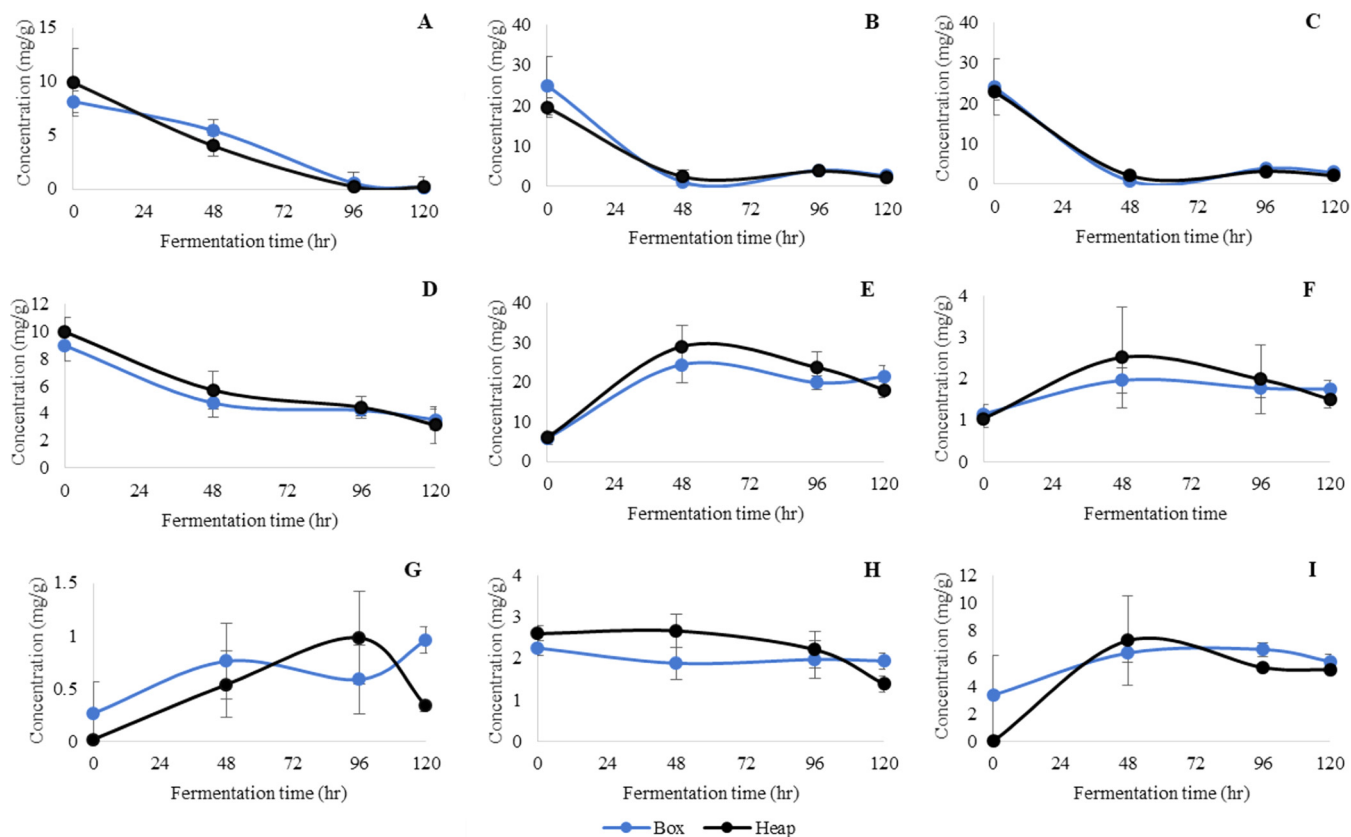 A
Concentration (mg/g)
15
10
5
0
0 24 48 72 96 120
Fermentation time (hr)
B
Concentration (mg/g)
40
30
20
10
0
0 24 48 72 96 120
Fermentation time (hr)
C
Concentration (mg/g)
40
30
20
10
0
0 24 48 72 96 120
Fermentation time (hr)
D
Concentration (mg/g)
12
10
8
6
4
2
0
0 24 48 72 96 120
Fermentation time (hr)
E
Concentration (mg/g)
40
30
20
10
0
0 24 48 72 96 120
Fermentation time (hr)
F
Concentration (mg/g)
4
3
2
1
0
0 24 48 72 96 120
Fermentation time
G
Concentration (mg/g)
1.5
1
0.5
0
0 24 48 72 96 120
Fermentation time (hr)
H
Concentration (mg/g)
4
3
2
1
0
0 24 48 72 96 120
Fermentation time (hr)
I
Concentration (mg/g)
12
10
8
6
4
2
0
0 24 48 72 96 120
Fermentation time (hr)
Box Heap